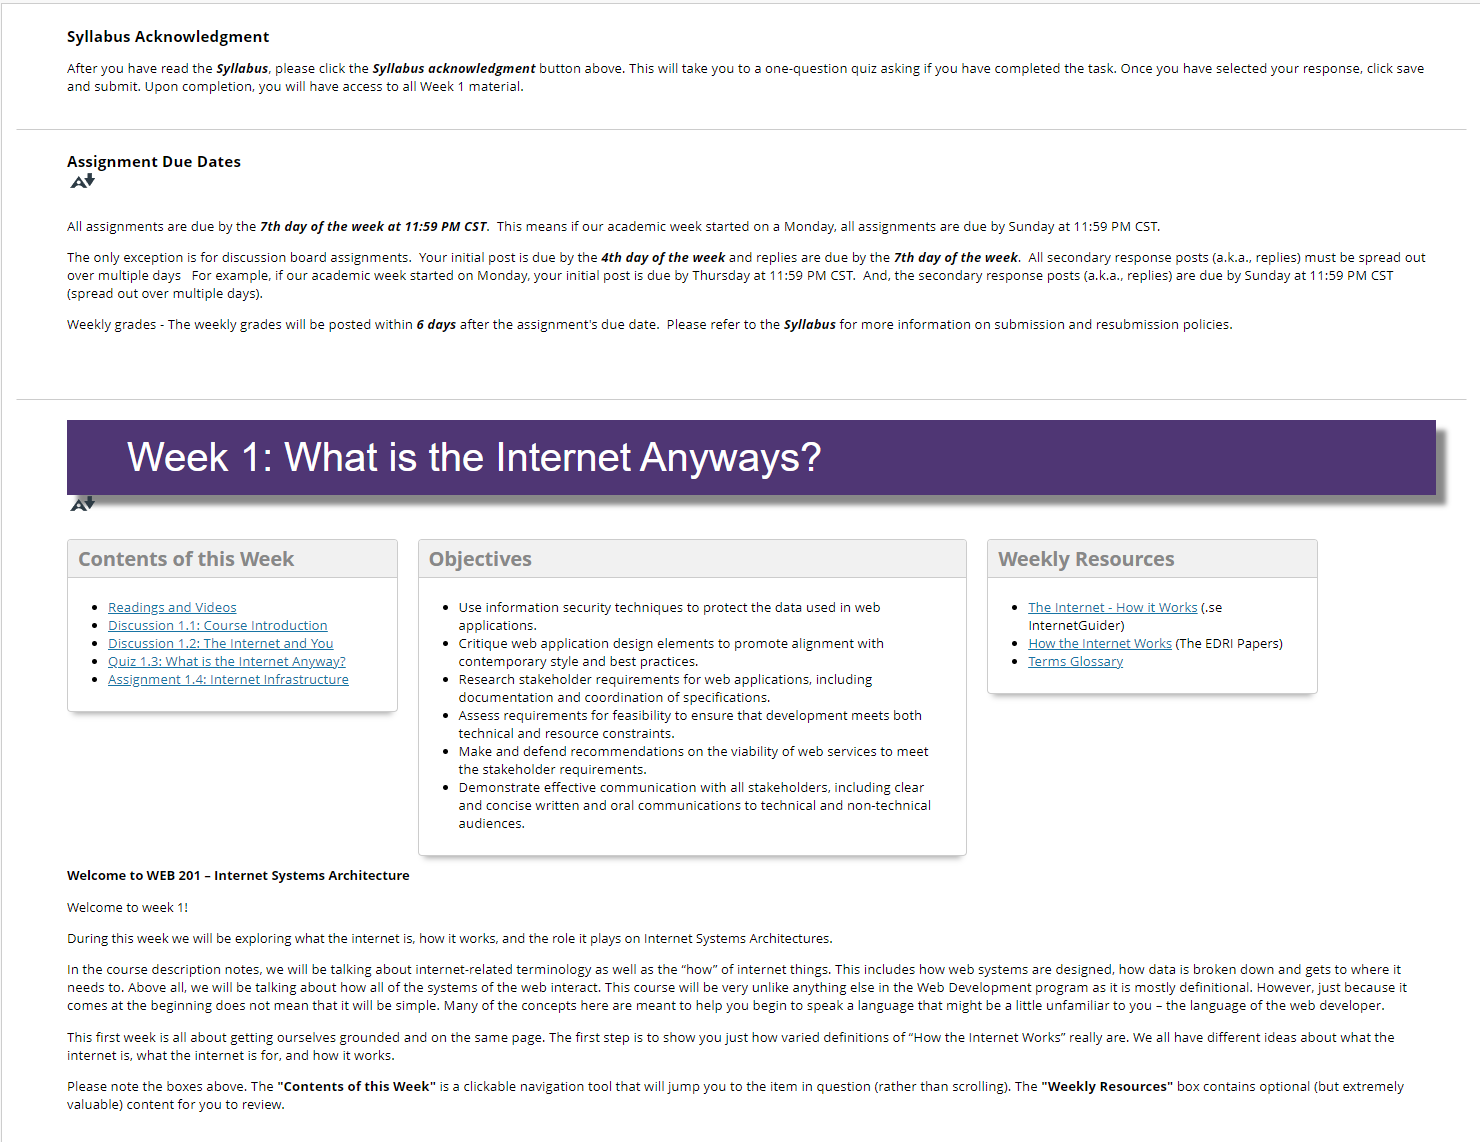 Syllabus Acknowledgment
After you have read the Syllabus, please click the Syllabus acknowledgment button above. This will take you to a one-question quiz asking if you have completed the task. Once you have selected your response, click save
and submit. Upon completion, you will have access to all Week 1 material.
Assignment Due Dates
All assignments are due by the 7th day of the week at 11:59 PM CST.  This means if our academic week started on a Monday, all assignments are due by Sunday at 11:59 PM CST.
The only exception is for discussion board assignments.  Your initial post is due by the 4th day of the week and replies are due by the 7th day of the week.  All secondary response posts (a.k.a., replies) must be spread out
over multiple days   For example, if our academic week started on Monday, your initial post is due by Thursday at 11:59 PM CST.  And, the secondary response posts (a.k.a., replies) are due by Sunday at 11:59 PM CST
(spread out over multiple days).
Weekly grades - The weekly grades will be posted within 6 days after the assignment's due date.  Please refer to the Syllabus for more information on submission and resubmission policies.
Week 1: What is the Internet Anyways?
Contents of this Week
Readings and Videos
Discussion 1.1: Course Introduction
Discussion 1.2: The Internet and You
Quiz 1.3: What is the Internet Anyway?
Assignment 1.4: Internet Infrastructure
Objectives
Use information security techniques to protect the data used in web
applications.
Critique web application design elements to promote alignment with
contemporary style and best practices.
Research stakeholder requirements for web applications, including
documentation and coordination of specifications.
Assess requirements for feasibility to ensure that development meets both
technical and resource constraints.
Make and defend recommendations on the viability of web services to meet
the stakeholder requirements.
Demonstrate effective communication with all stakeholders, including clear
and concise written and oral communications to technical and non-technical
audiences.
Weekly Resources
The Internet - How it Works (.se
InternetGuider)
How the Internet Works (The EDRI Papers)
Terms Glossary
Welcome to WEB 201 – Internet Systems Architecture
Welcome to week 1!
During this week we will be exploring what the internet is, how it works, and the role it plays on Internet Systems Architectures.
In the course description notes, we will be talking about internet-related terminology as well as the “how” of internet things. This includes how web systems are designed, how data is broken down and gets to where it
needs to. Above all, we will be talking about how all of the systems of the web interact. This course will be very unlike anything else in the Web Development program as it is mostly definitional. However, just because it
comes at the beginning does not mean that it will be simple. Many of the concepts here are meant to help you begin to speak a language that might be a little unfamiliar to you – the language of the web developer.
This first week is all about getting ourselves grounded and on the same page. The first step is to show you just how varied definitions of “How the Internet Works” really are. We all have different ideas about what the
internet is, what the internet is for, and how it works.
Please note the boxes above. The "Contents of this Week" is a clickable navigation tool that will jump you to the item in question (rather than scrolling). The "Weekly Resources" box contains optional (but extremely
valuable) content for you to review.